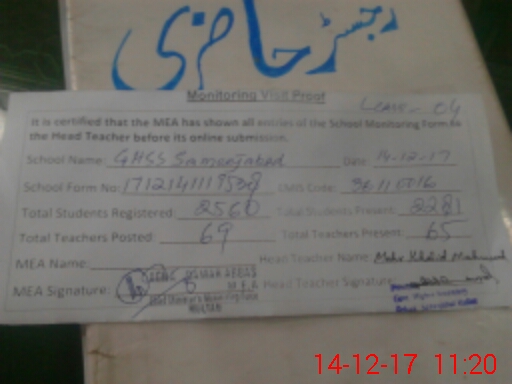 رجسٹر حاضری
Monitoring Visit Proof
Leave - 04
It is certified that the MEA has shown all entries of the School Monitoring Form to
the Head Teacher before its online submission.
School Name: GHSS Sameejabad Date: 14-12-17
School Form No: EMIS Code:
Total Students Registered: 2560 Total Students Present: 2281
Total Teachers Posted: 69 Total Teachers Present: 65
MEA Name: Head Teacher Name: Mehr Khalid Mahmood
MEA Signature: USMAN ABBAS Head Teacher Signature:
M.E.A
MULTAN
14-12-17 11:20